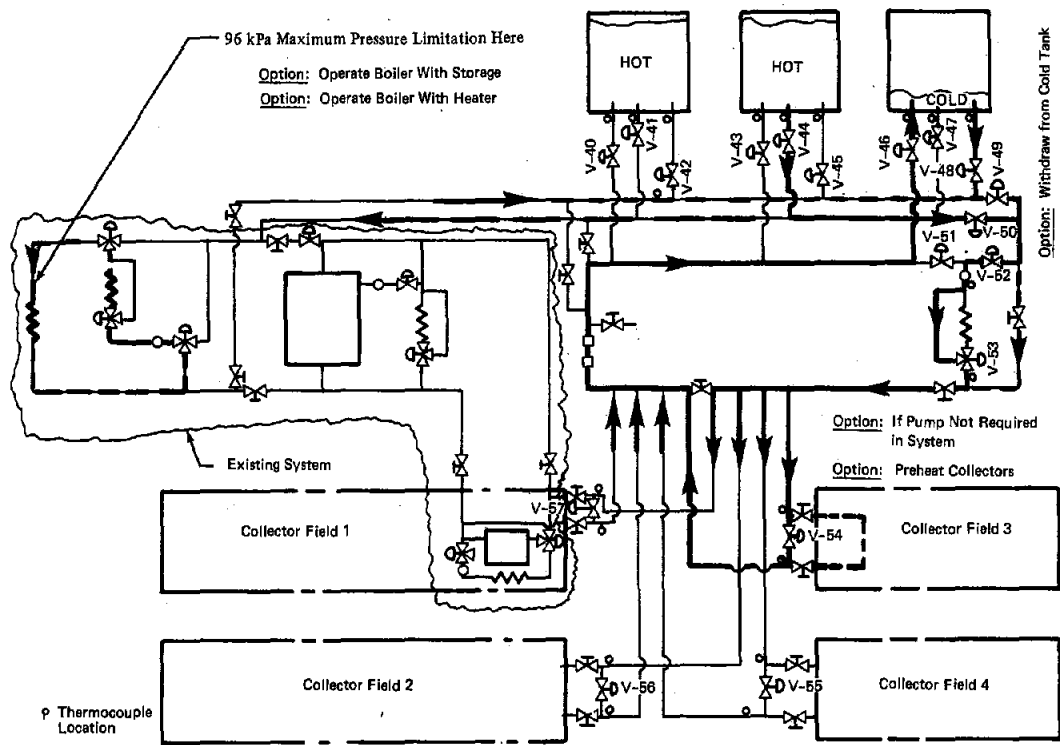 96 kPa Maximum Pressure Limitation Here
Option: Operate Boiler With Storage
Option: Operate Boiler With Heater
HOT
HOT
COLD
V-40
V-41
V-42
V-43
V-44
V-45
V-46
V-47
V-48
V-49
Option: Withdraw from Cold Tank
V-50
V-51
V-52
V-53
Option: If Pump Not Required
in System
Option: Preheat Collectors
Existing System
Collector Field 1
V-57
V-54
Collector Field 3
Collector Field 2
V-56
V-55
Collector Field 4
Thermocouple
Location